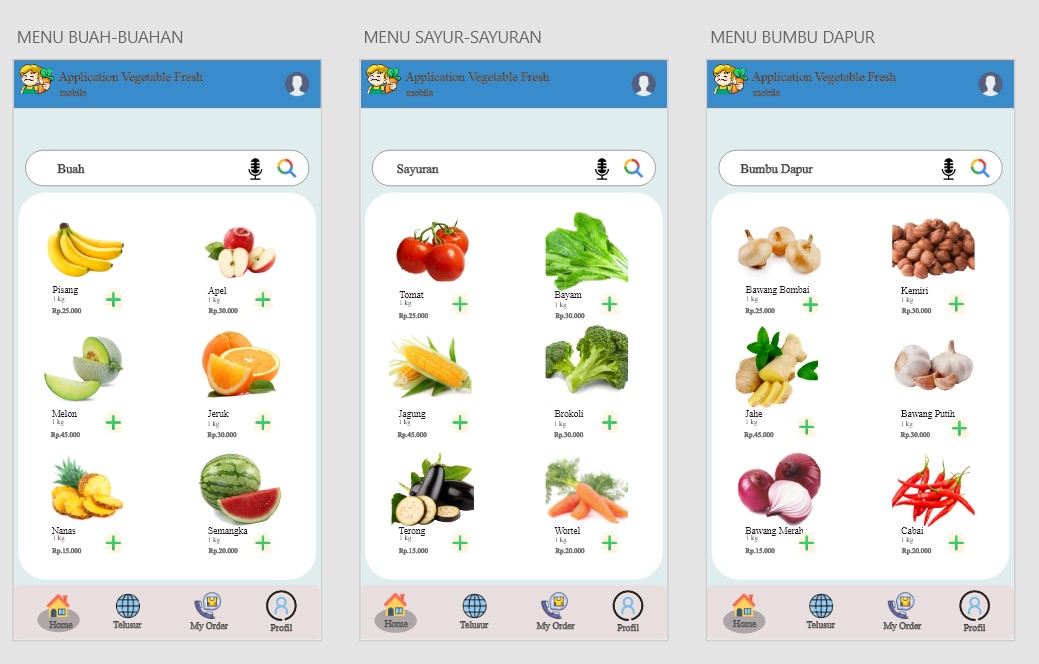 MENU BUAH-BUAHAN
Application Vegetable Fresh
mobile
Buah
Pisang
1 kg
Rp.25.000
Apel
1 kg
Rp.30.000
Melon
1 kg
Rp.45.000
Jeruk
1 kg
Rp.30.000
Nanas
1 kg
Rp.15.000
Semangka
1 kg
Rp.20.000
Home
Telusur
My Order
Profil
MENU SAYUR-SAYURAN
Application Vegetable Fresh
mobile
Sayuran
Tomat
1 kg
Rp.25.000
Bayam
1 kg
Rp.30.000
Jagung
1 kg
Rp.45.000
Brokoli
1 kg
Rp.30.000
Terong
1 kg
Rp.15.000
Wortel
1 kg
Rp.20.000
Home
Telusur
My Order
Profil
MENU BUMBU DAPUR
Application Vegetable Fresh
mobile
Bumbu Dapur
Bawang Bombai
1 kg
Rp.25.000
Kemiri
1 kg
Rp.30.000
Jahe
1 kg
Rp.45.000
Bawang Putih
1 kg
Rp.30.000
Bawang Merah
1 kg
Rp.15.000
Cabai
1 kg
Rp.20.000
Home
Telusur
My Order
Profil